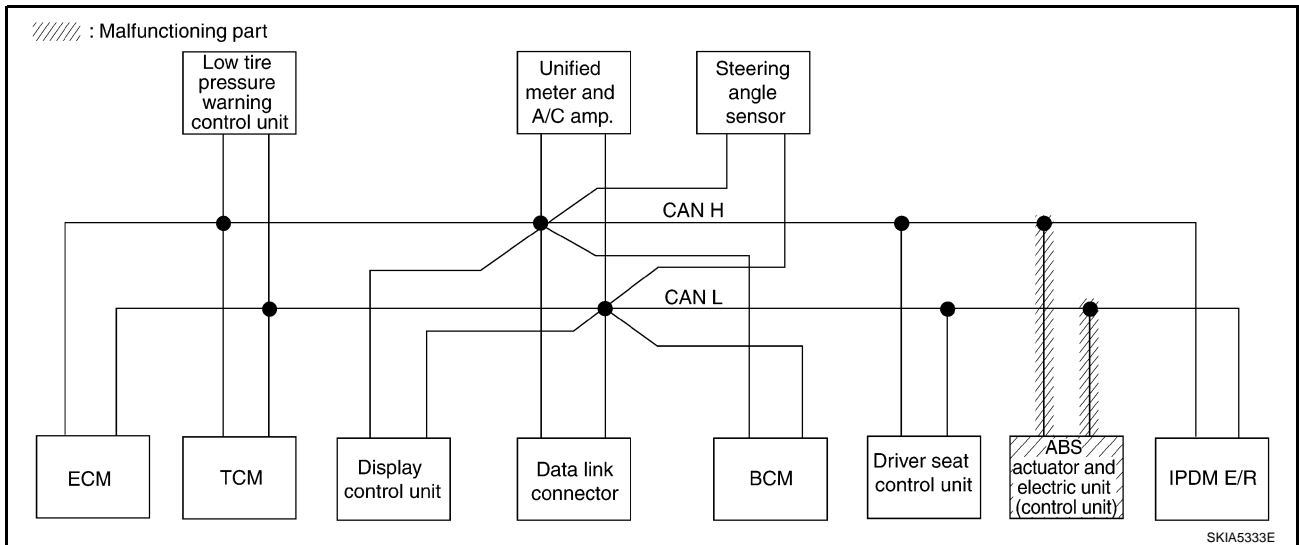 : Malfunctioning part
Low tire
pressure
warning
control unit
Unified
meter and
A/C amp.
Steering
angle
sensor
CAN H
CAN L
ECM
TCM
Display
control unit
Data link
connector
BCM
Driver seat
control unit
ABS
actuator and
electric unit
(control unit)
IPDM E/R
SKIA5333E